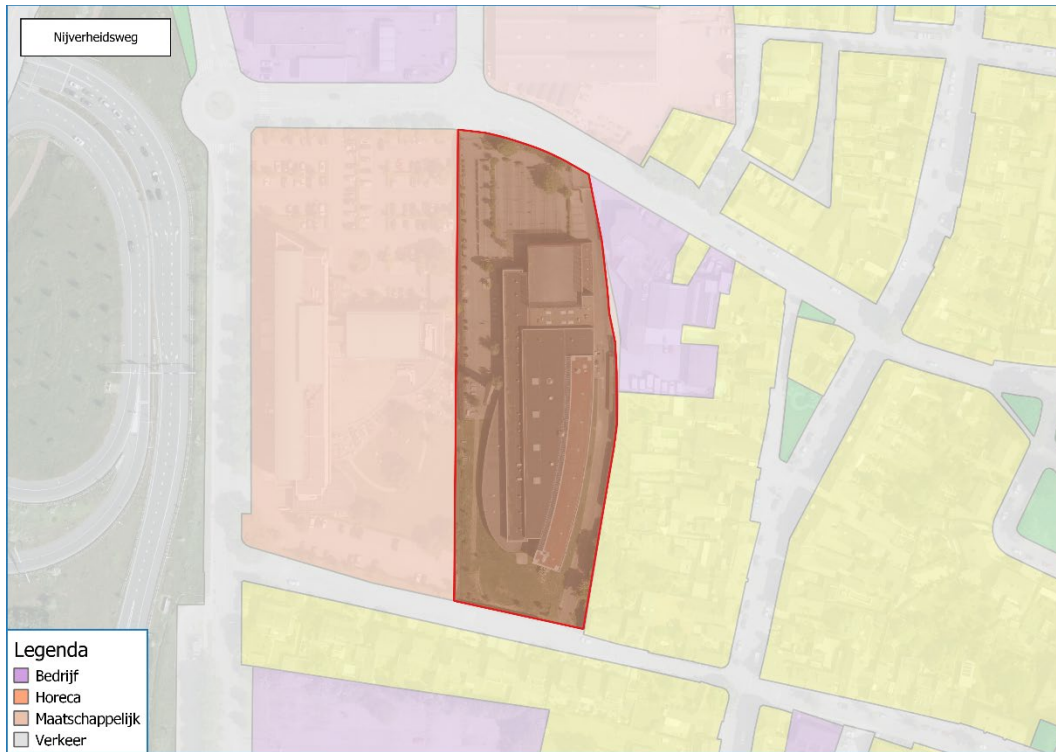 Nijverheidsweg
Legenda
Bedrijf
Horeca
Maatschappelijk
Verkeer